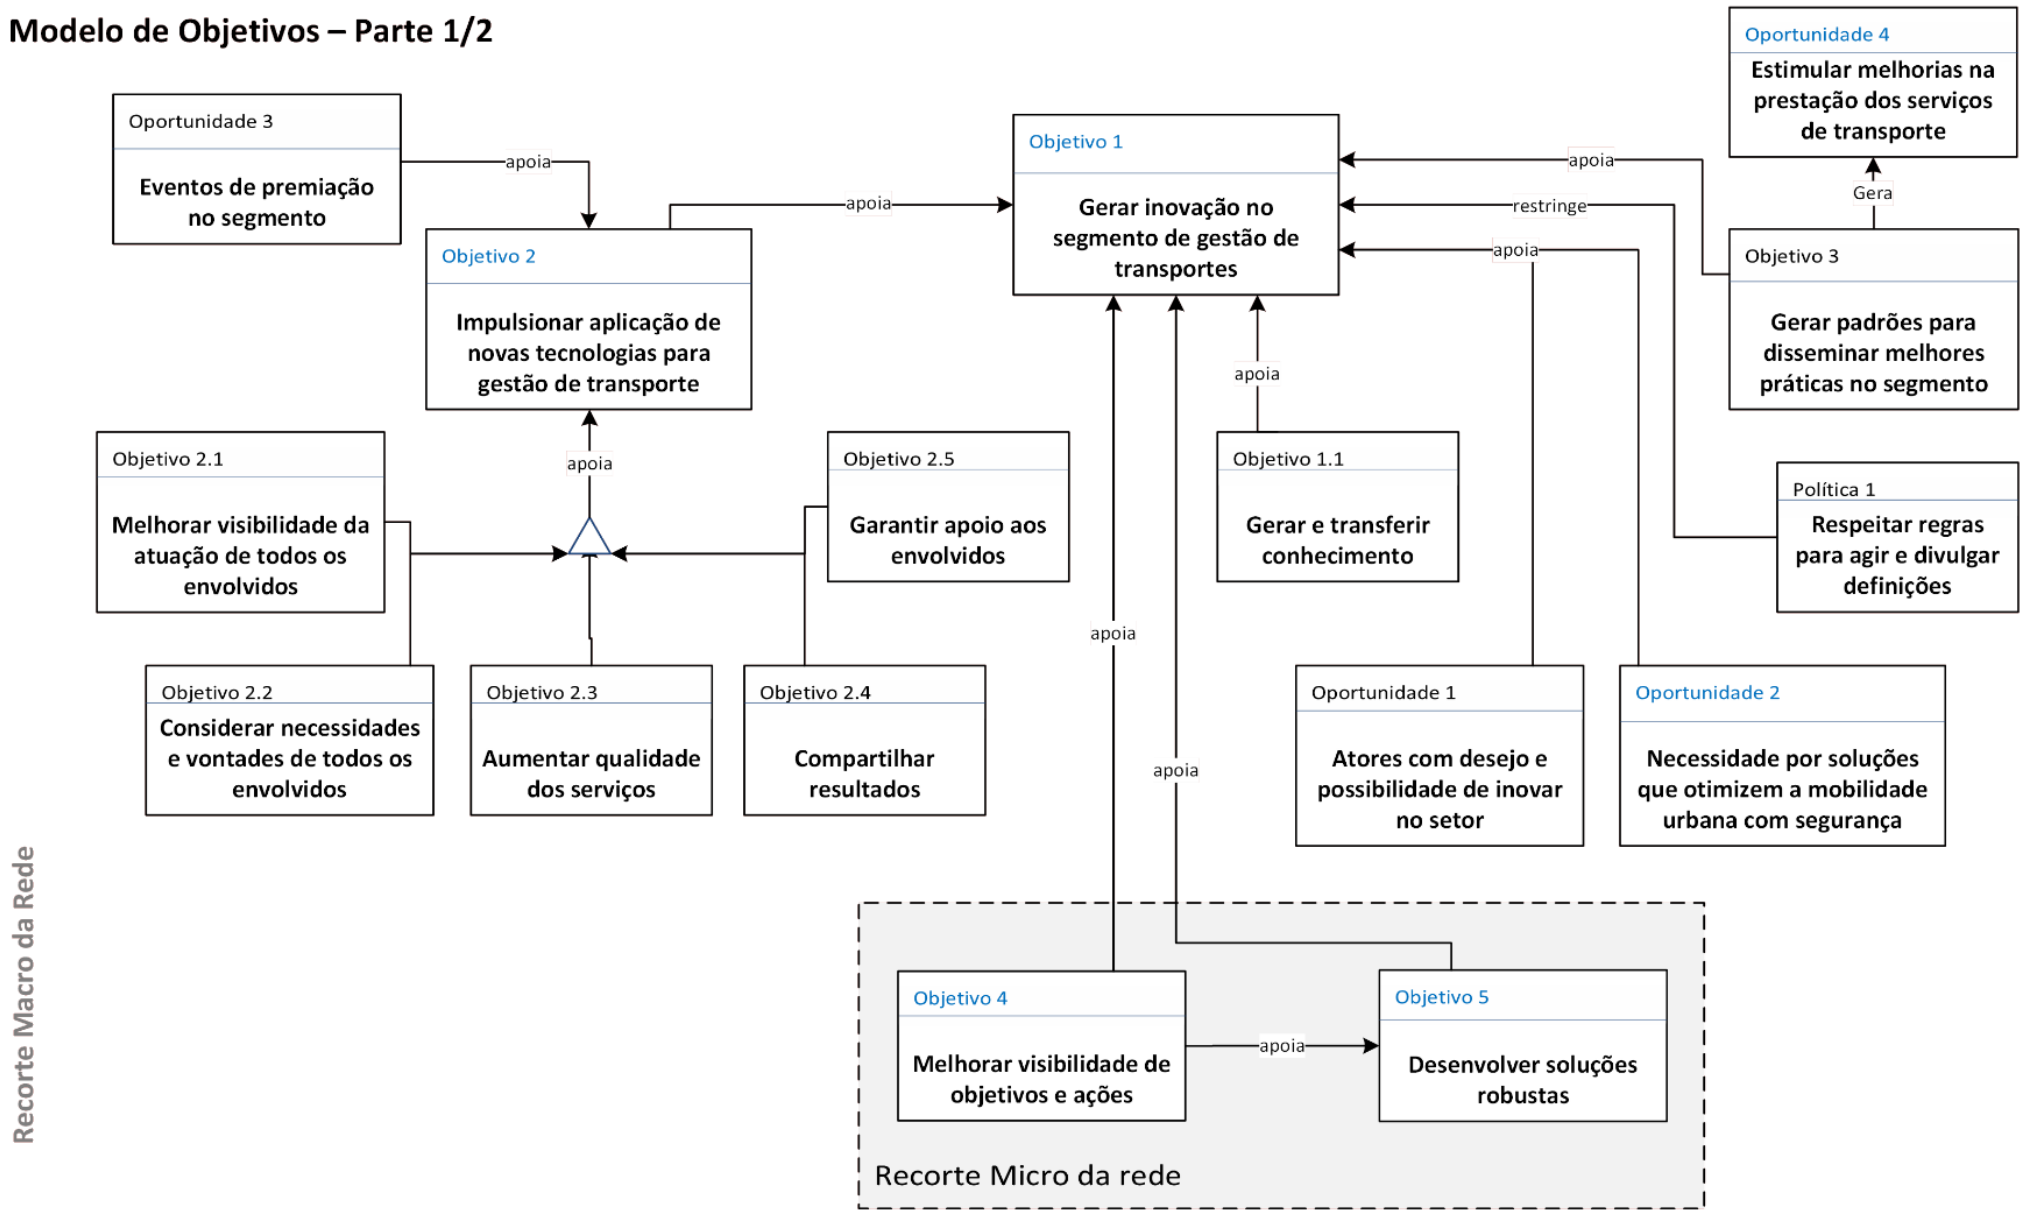 Modelo de Objetivos – Parte 1/2
Oportunidade 4
Estimular melhorias na
prestação dos serviços
de transporte
Oportunidade 3
Eventos de premiação
no segmento
apoia
Objetivo 1
Gerar inovação no
segmento de gestão de
transportes
apoia
apoia
restringe
apoia
Gera
Objetivo 2
Impulsionar aplicação de
novas tecnologias para
gestão de transporte
Objetivo 3
Gerar padrões para
disseminar melhores
práticas no segmento
apoia
apoia
Objetivo 2.1
Melhorar visibilidade da
atuação de todos os
envolvidos
Objetivo 2.5
Garantir apoio aos
envolvidos
Objetivo 1.1
Gerar e transferir
conhecimento
Política 1
Respeitar regras
para agir e divulgar
definições
apoia
apoia
Objetivo 2.2
Considerar necessidades
e vontades de todos os
envolvidos
Objetivo 2.3
Aumentar qualidade
dos serviços
Objetivo 2.4
Compartilhar
resultados
Oportunidade 1
Atores com desejo e
possibilidade de inovar
no setor
Oportunidade 2
Necessidade por soluções
que otimizem a mobilidade
urbana com segurança
Recorte Macro da Rede
Objetivo 4
Melhorar visibilidade de
objetivos e ações
apoia
Objetivo 5
Desenvolver soluções
robustas
Recorte Micro da rede